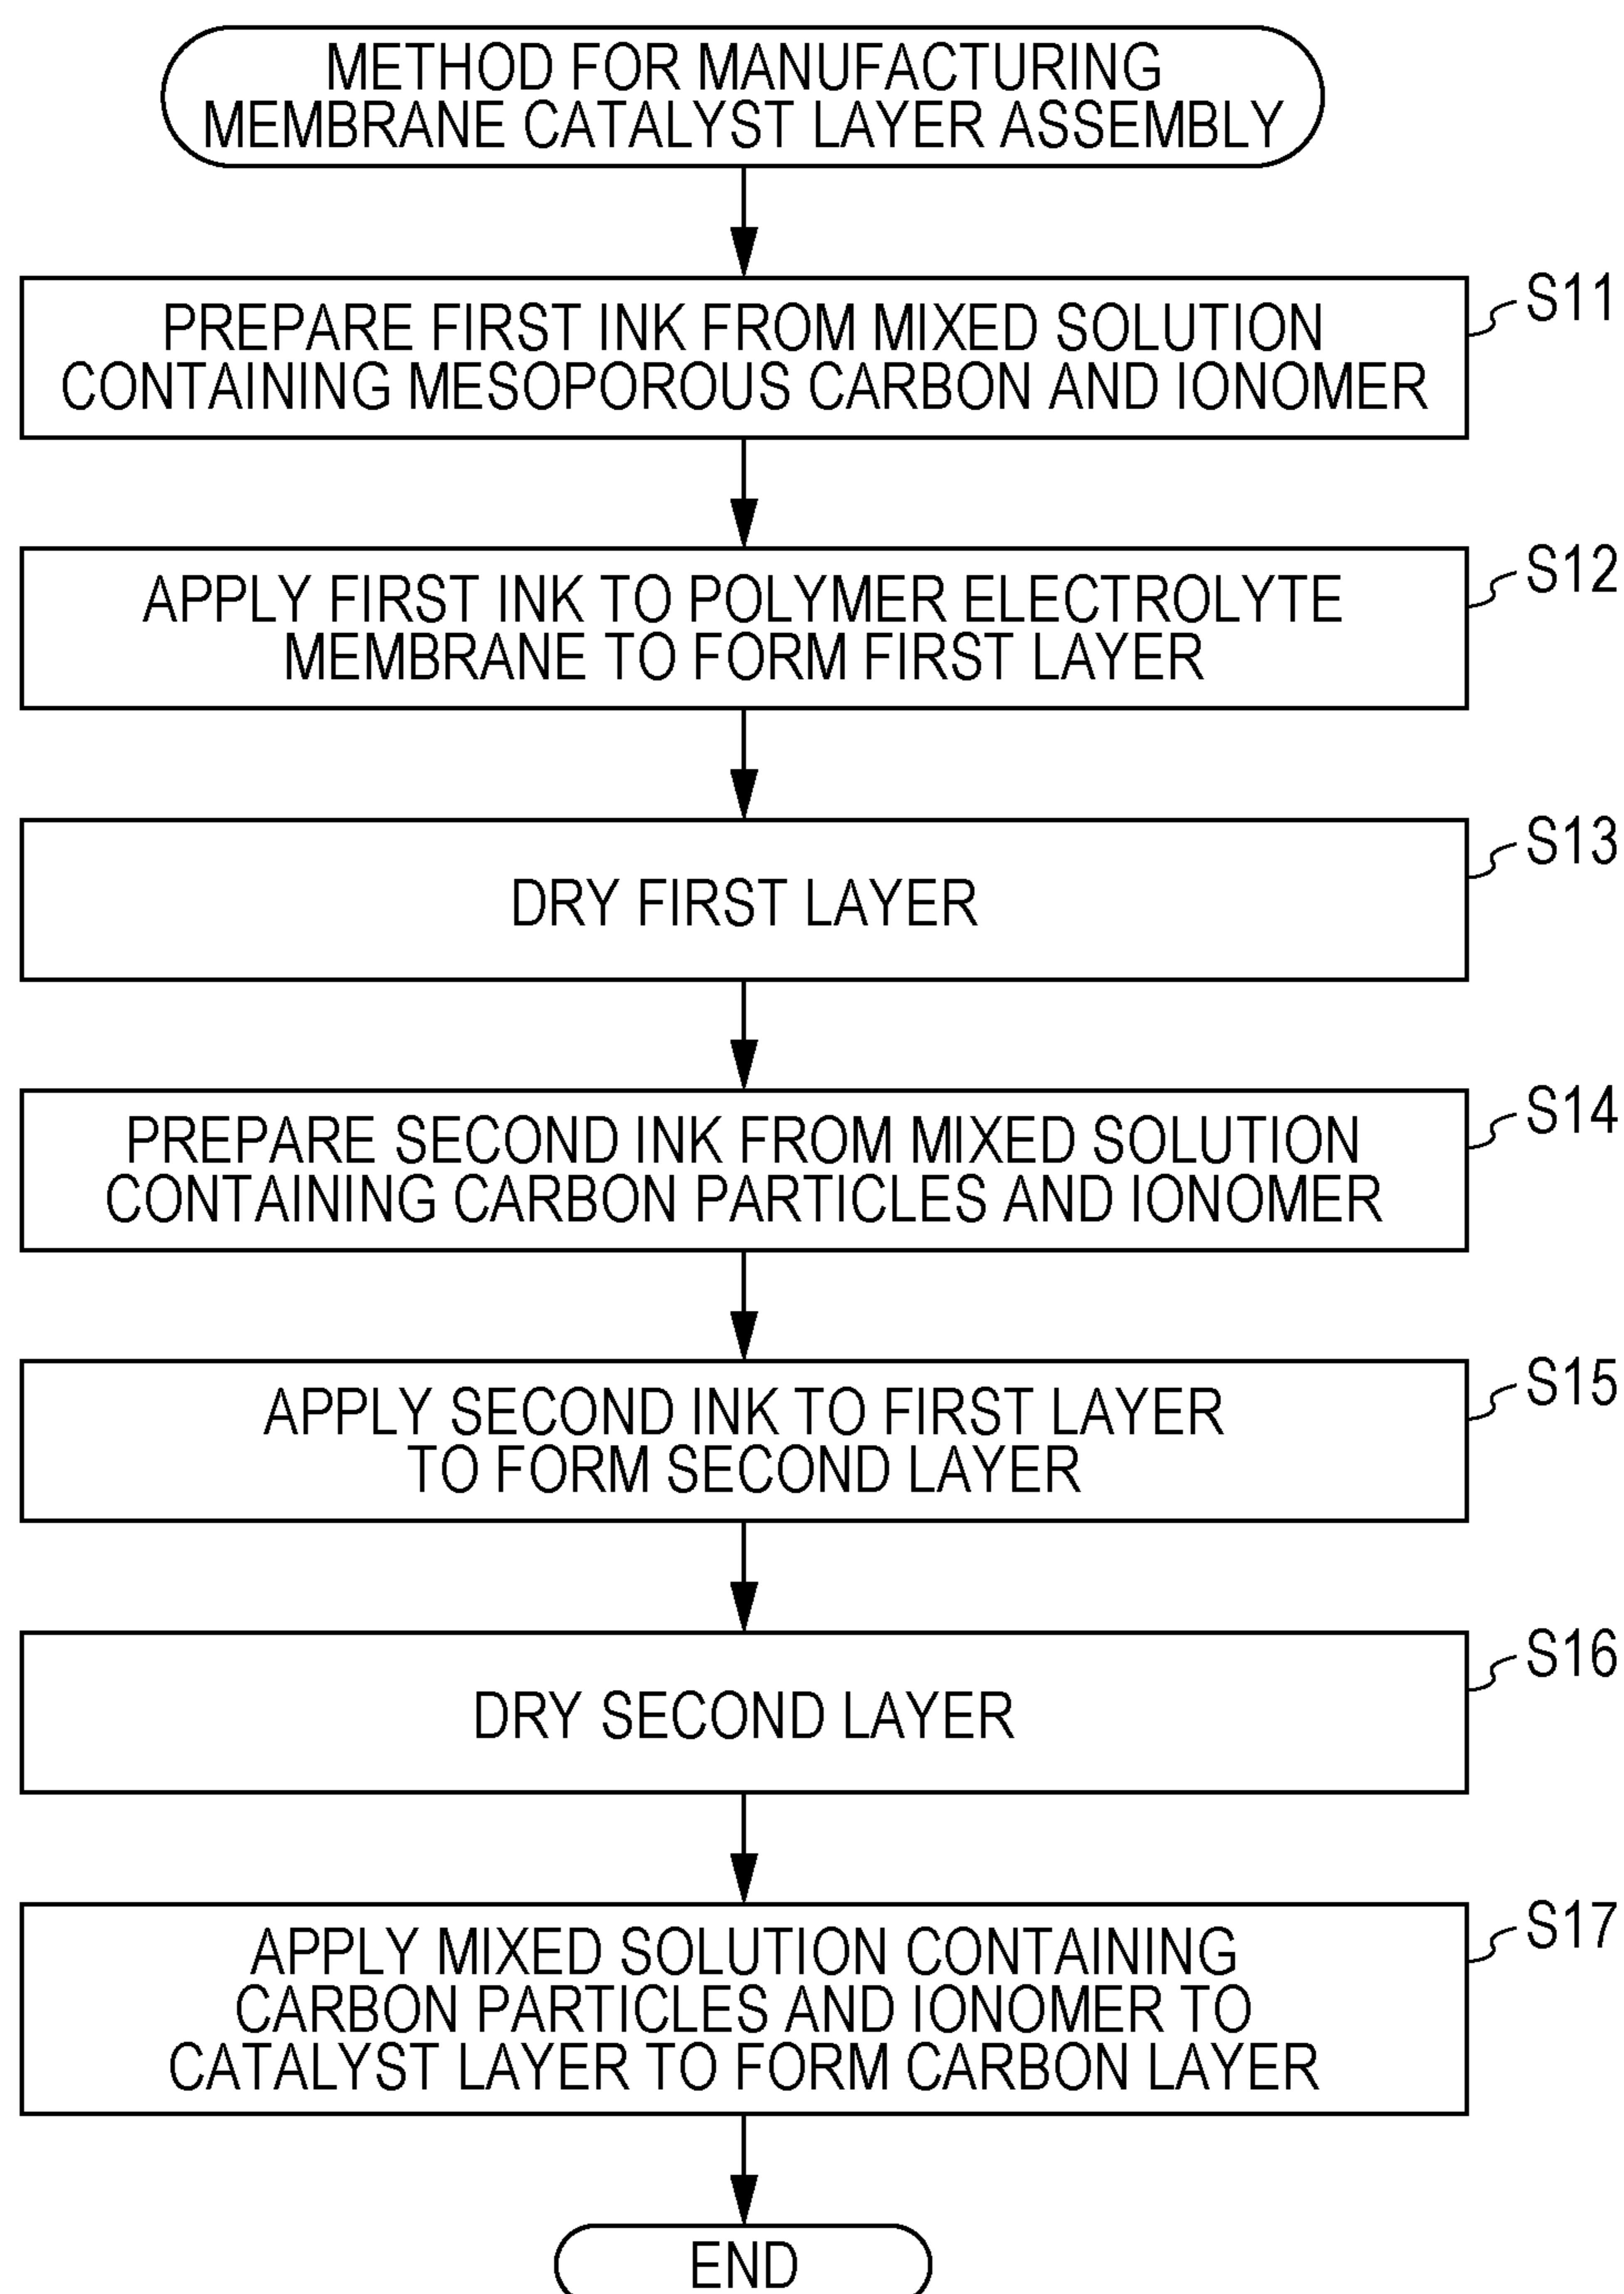 METHOD FOR MANUFACTURING
MEMBRANE CATALYST LAYER ASSEMBLY
S11
PREPARE FIRST INK FROM MIXED SOLUTION
CONTAINING MESOPOROUS CARBON AND IONOMER
S12
APPLY FIRST INK TO POLYMER ELECTROLYTE
MEMBRANE TO FORM FIRST LAYER
S13
DRY FIRST LAYER
S14
PREPARE SECOND INK FROM MIXED SOLUTION
CONTAINING CARBON PARTICLES AND IONOMER
S15
APPLY SECOND INK TO FIRST LAYER
TO FORM SECOND LAYER
S16
DRY SECOND LAYER
S17
APPLY MIXED SOLUTION CONTAINING
CARBON PARTICLES AND IONOMER TO
CATALYST LAYER TO FORM CARBON LAYER
END